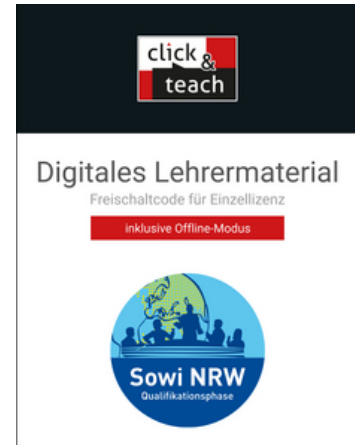 click &
teach
Digitales Lehrermaterial
Freischaltcode für Einzellizenz
inklusive Offline-Modus
Sowi NRW
Qualifikationsphase